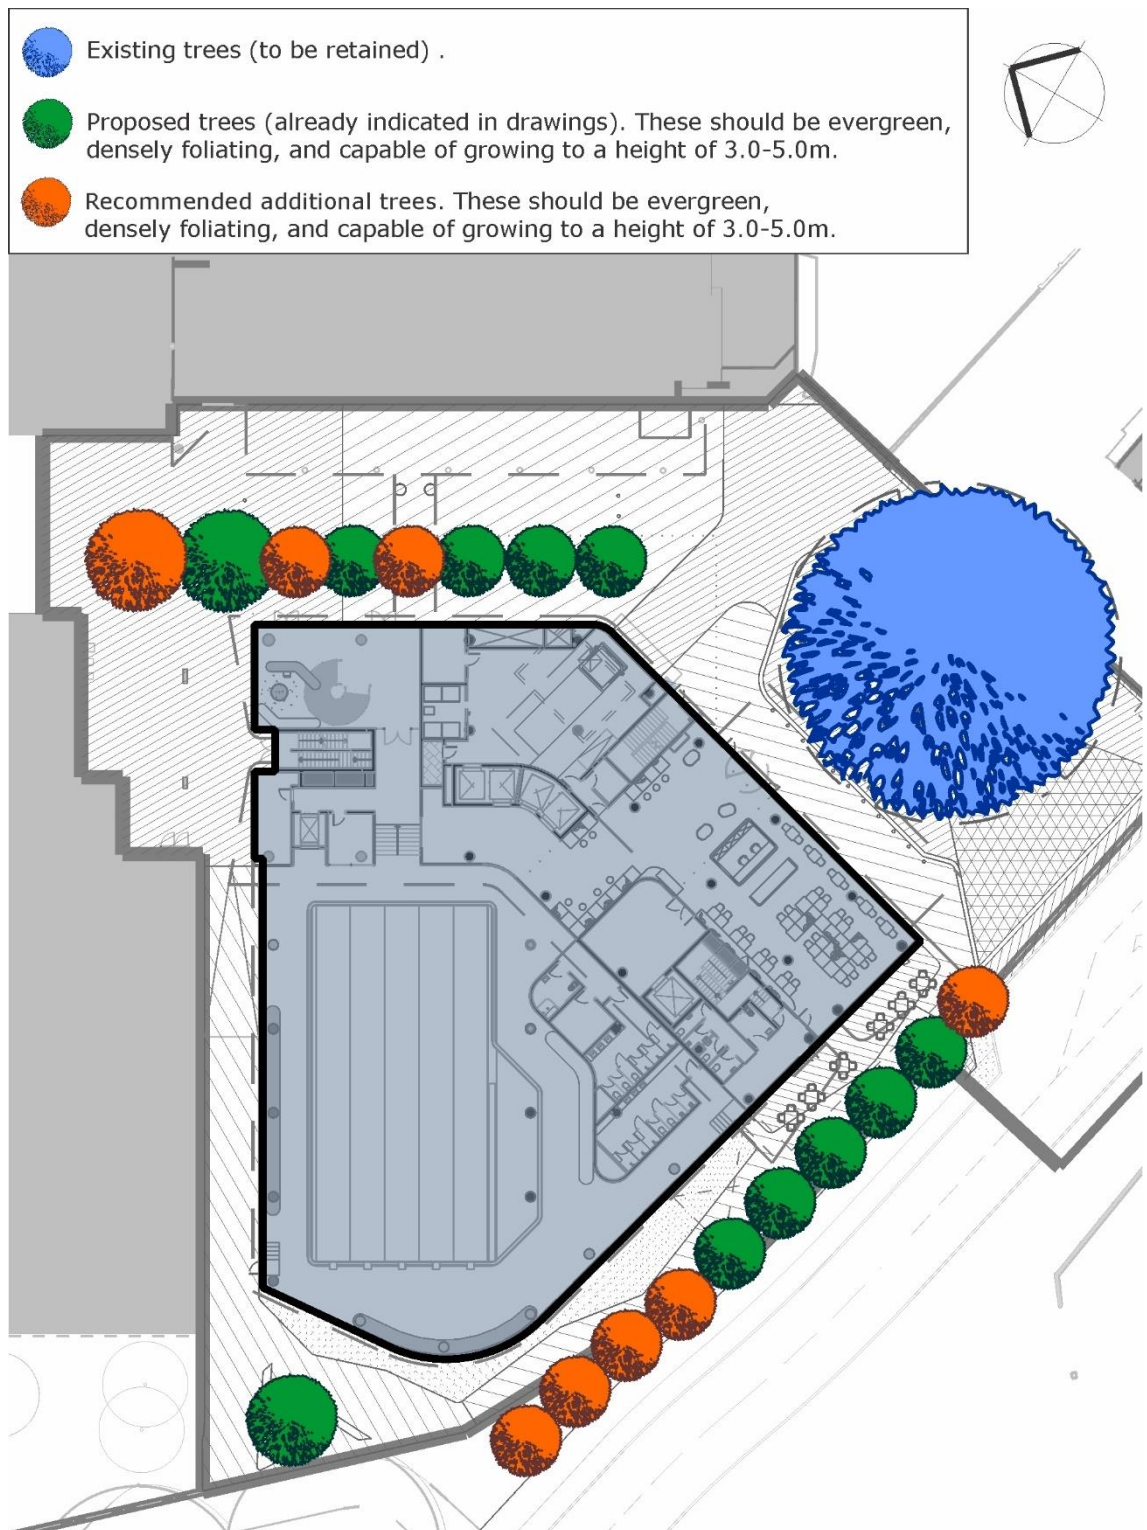 Existing trees (to be retained) .
Proposed trees (already indicated in drawings). These should be evergreen,
densely foliating, and capable of growing to a height of 3.0-5.0m.
Recommended additional trees. These should be evergreen,
densely foliating, and capable of growing to a height of 3.0-5.0m.